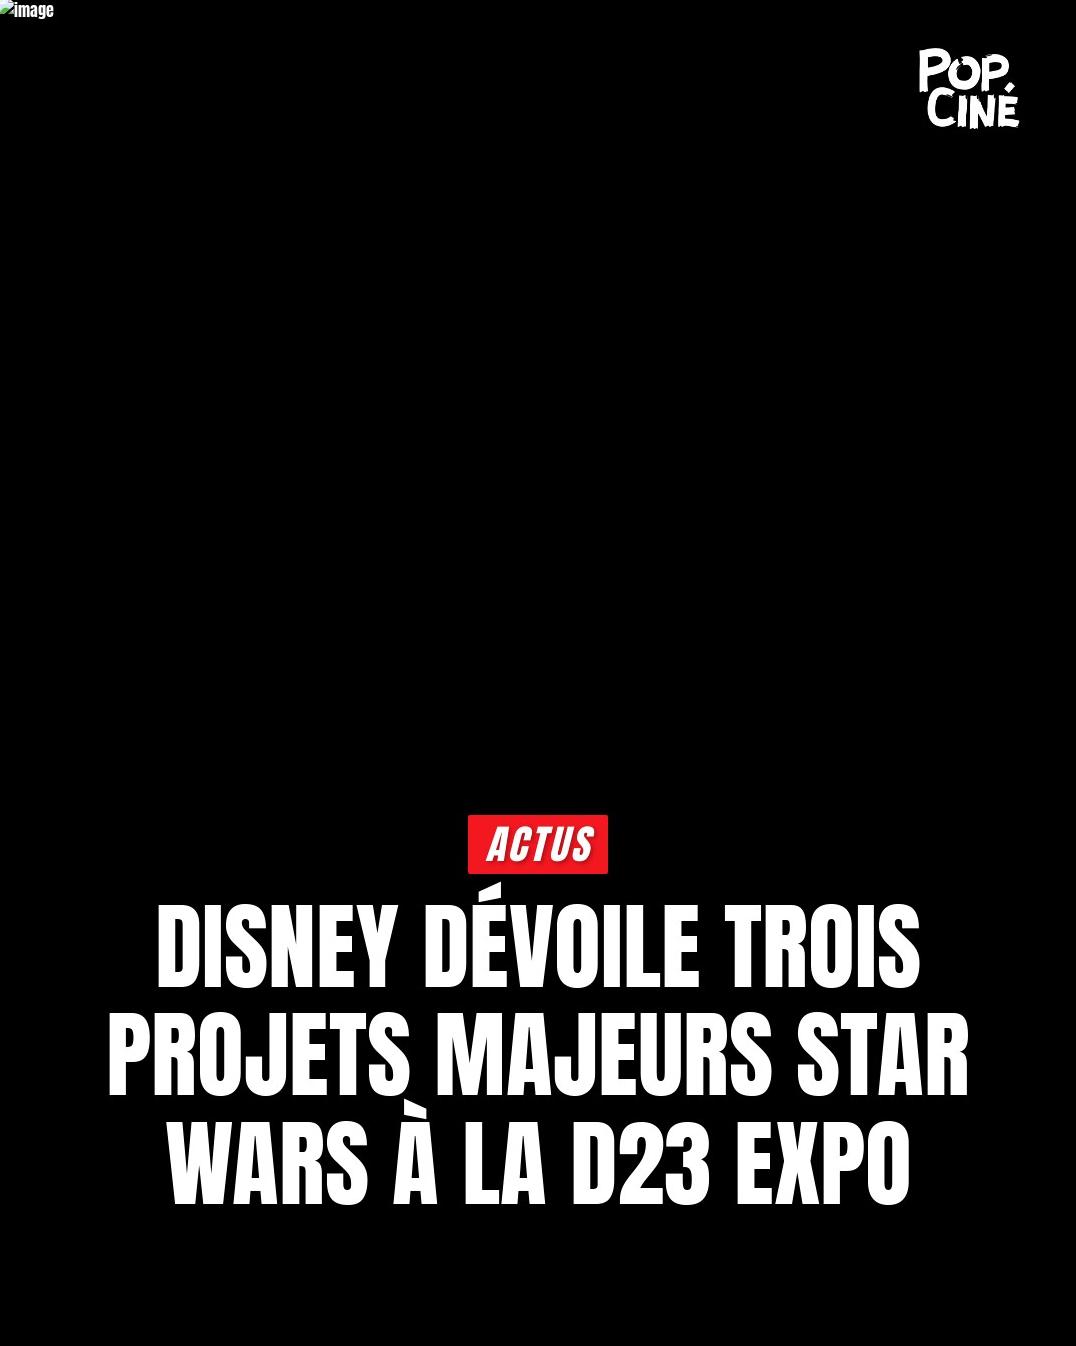 image
POP.
CINÉ
ACTUS
DISNEY DÉVOILE TROIS
PROJETS MAJEURS STAR
WARS À LA D23 EXPO